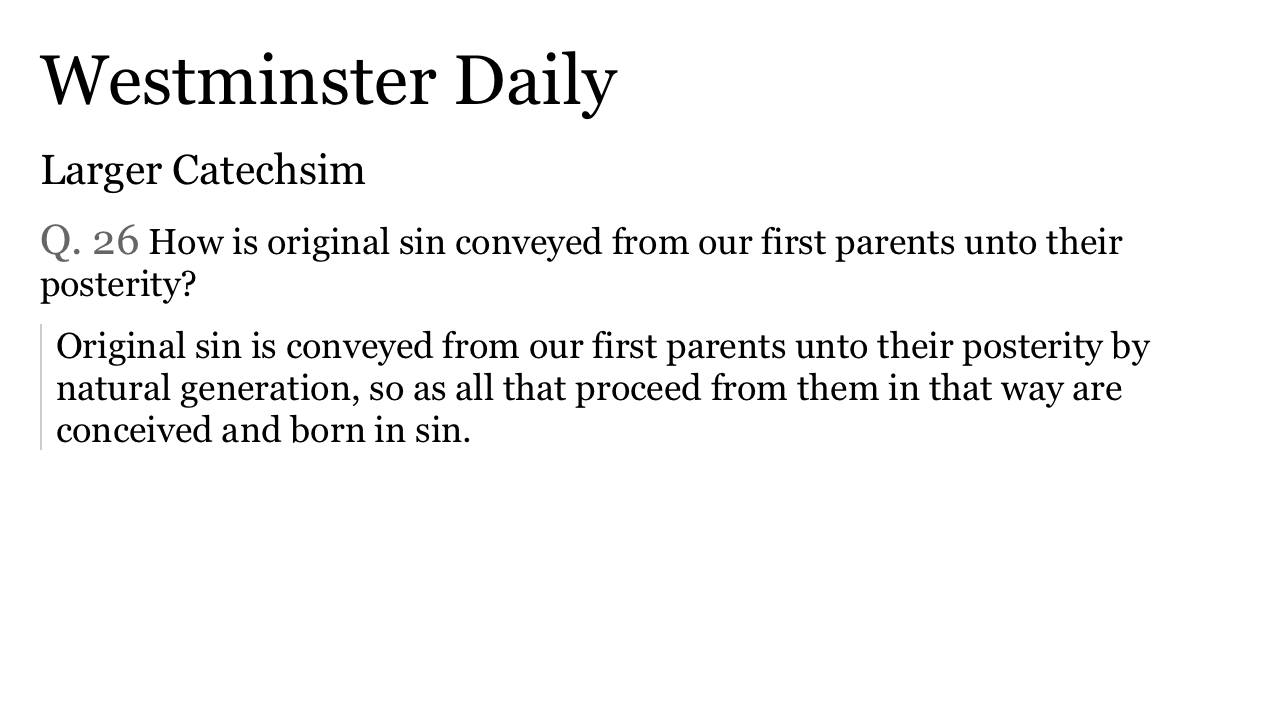 Westminster Daily
Larger Catechsim
Q. 26 How is original sin conveyed from our first parents unto their
posterity?
Original sin is conveyed from our first parents unto their posterity by
natural generation, so as all that proceed from them in that way are
conceived and born in sin.